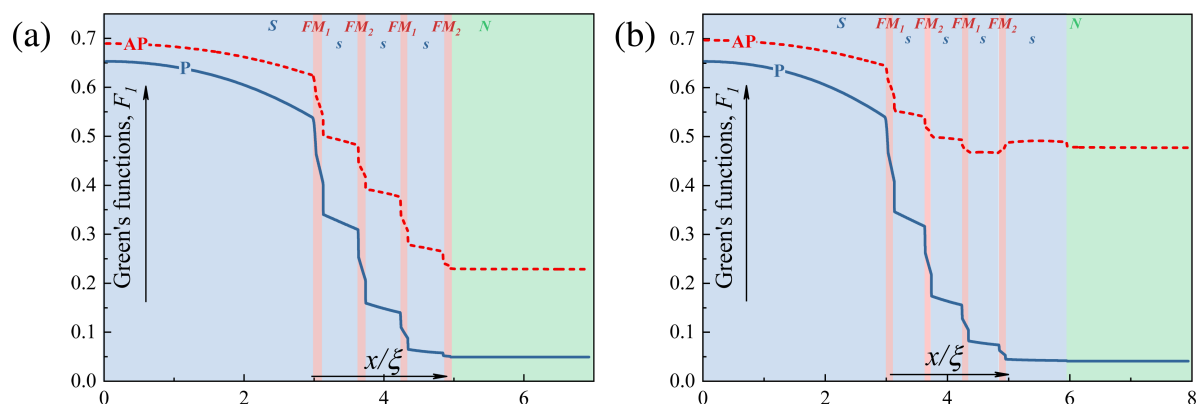 (a)
S FM₁ FM₂ FM₁ FM₂ N
s s s
0.7
0.6
0.5
0.4
0.3
0.2
0.1
0.0
Green's functions, F₁
AP
P
x/ξ
0 2 4 6
(b)
S FM₁ FM₂ FM₁ FM₂ N
s s s s
0.7
0.6
0.5
0.4
0.3
0.2
0.1
0.0
Green's functions, F₁
AP
P
x/ξ
0 2 4 6 8